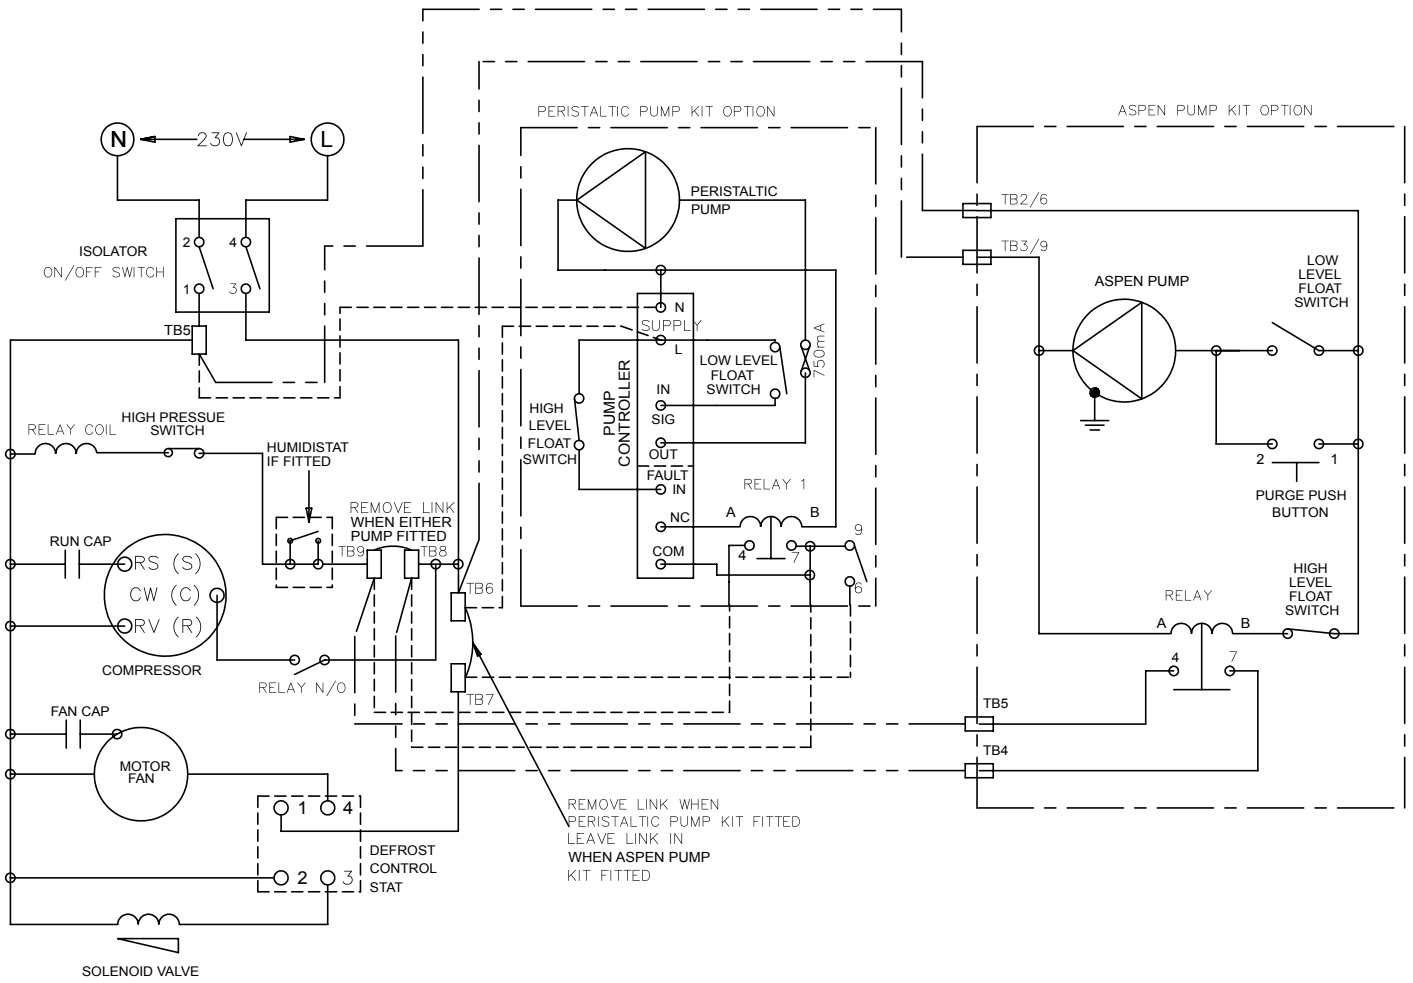 PERISTALTIC PUMP KIT OPTION
ASPEN PUMP KIT OPTION
N
230V
L
ISOLATOR
ON/OFF SWITCH
2
4
1
3
TB5
PERISTALTIC
PUMP
TB2/6
TB3/9
ASPEN PUMP
LOW
LEVEL
FLOAT
SWITCH
N
SUPPLY
L
LOW LEVEL
FLOAT
SWITCH
750mA
PUMP
CONTROLLER
IN
SIG
OUT
FAULT
IN
NC
COM
HIGH
LEVEL
FLOAT
SWITCH
RELAY 1
A
B
4
7
9
6
2
1
PURGE PUSH
BUTTON
RELAY COIL
HIGH PRESSUE
SWITCH
HUMIDISTAT
IF FITTED
REMOVE LINK
WHEN EITHER
PUMP FITTED
TB9
TB8
TB6
TB7
RUN CAP
RS (S)
CW (C)
RV (R)
COMPRESSOR
RELAY N/O
HIGH
LEVEL
FLOAT
SWITCH
RELAY
A
B
4
7
TB5
TB4
FAN CAP
MOTOR
FAN
1
4
2
3
DEFROST
CONTROL
STAT
REMOVE LINK WHEN
PERISTALTIC PUMP KIT FITTED
LEAVE LINK IN
WHEN ASPEN PUMP
KIT FITTED
SOLENOID VALVE